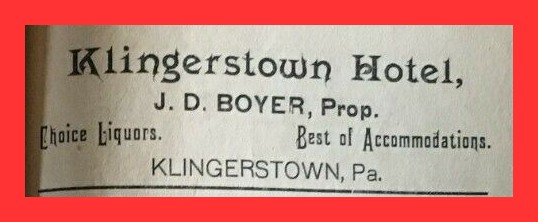 Klingerstown Hotel,
J. D. BOYER, Prop.
Choice Liquors. Best of Accommodations.
KLINGERSTOWN, Pa.